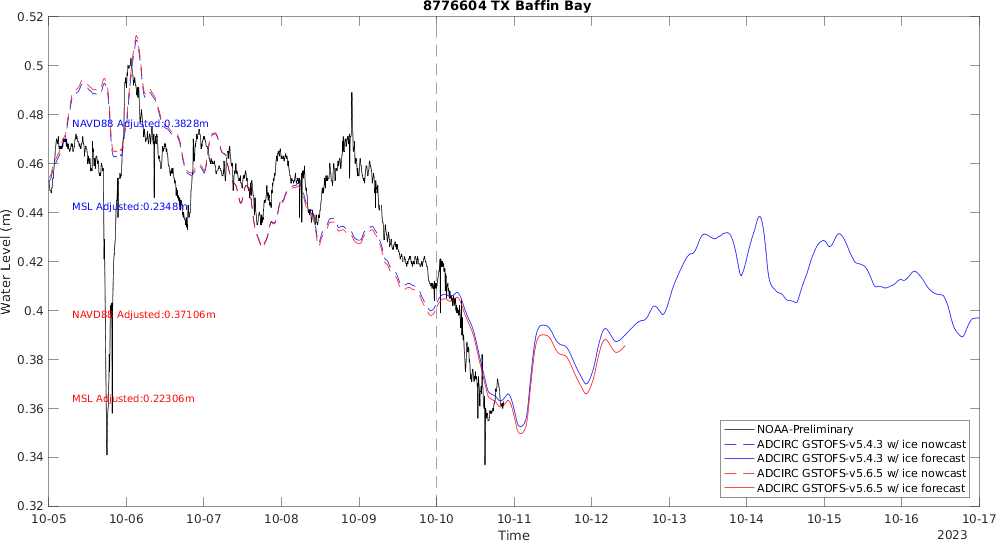 8776604 TX Baffin Bay
0.52
0.5
0.48
0.46
0.44
0.42
0.4
0.38
0.36
0.34
0.32
Water Level (m)
NAVD88 Adjusted:0.3828m
MSL Adjusted:0.2348m
NAVD88 Adjusted:0.37106m
MSL Adjusted:0.22306m
NOAA-Preliminary
ADCIRC GSTOFS-v5.4.3 w/ ice nowcast
ADCIRC GSTOFS-v5.4.3 w/ ice forecast
ADCIRC GSTOFS-v5.6.5 w/ ice nowcast
ADCIRC GSTOFS-v5.6.5 w/ ice forecast
10-05 10-06 10-07 10-08 10-09 10-10 10-11 10-12 10-13 10-14 10-15 10-16 10-17
Time
2023